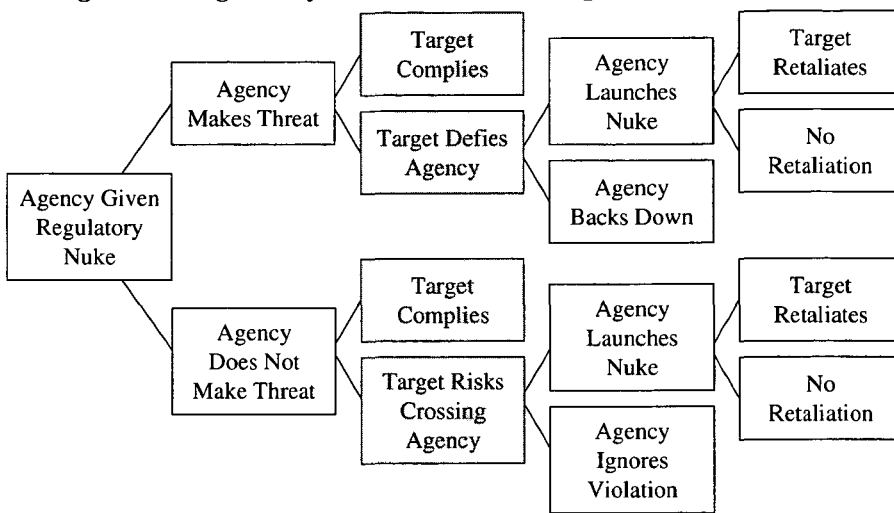 Target
Complies
Agency
Launches
Nuke
Target
Retaliates
Agency
Makes Threat
Target Defies
Agency
No
Retaliation
Agency Given
Regulatory
Nuke
Agency
Backs Down
Target
Complies
Agency
Launches
Nuke
Target
Retaliates
Agency
Does Not
Make Threat
Target Risks
Crossing
Agency
No
Retaliation
Agency
Ignores
Violation